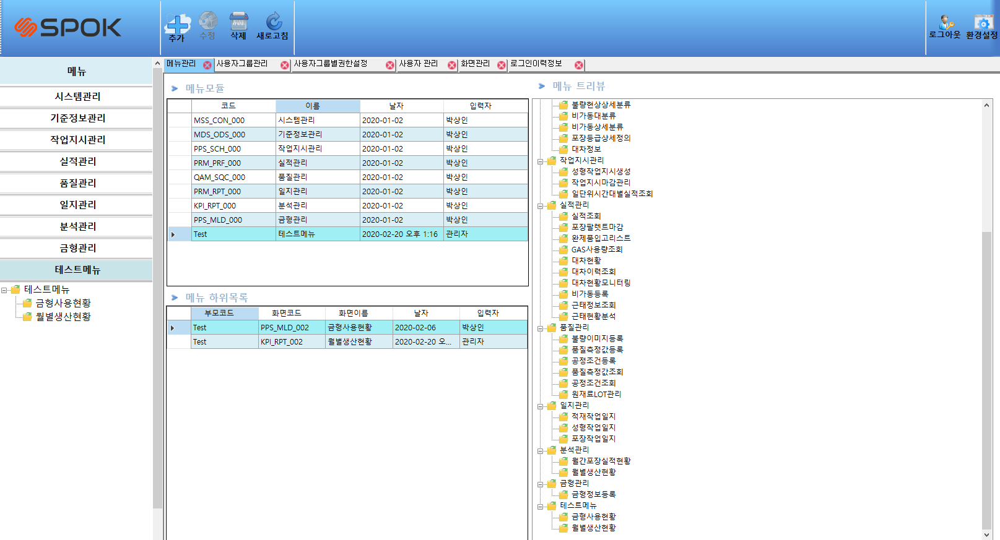 SPOK
추가
수정
삭제
새로고침
로그아웃
환경설정
메뉴
시스템관리
기준정보관리
작업지시관리
실적관리
품질관리
일지관리
분석관리
금형관리
테스트메뉴
테스트메뉴
금형사용현황
월별생산현황
메뉴관리
사용자그룹관리
사용자그룹별권한설정
사용자 관리
화면관리
로그인이력정보
메뉴모듈
코드 이름 날자 입력자
MSS_CON_000 시스템관리 2020-01-02 박상인
MDS_ODS_000 기준정보관리 2020-01-02 박상인
PPS_SCH_000 작업지시관리 2020-01-02 박상인
PRM_PRF_000 실적관리 2020-01-02 박상인
QAM_SQC_000 품질관리 2020-01-02 박상인
PRM_RPT_000 일지관리 2020-01-02 박상인
KPI_RPT_000 분석관리 2020-01-02 박상인
PPS_MLD_000 금형관리 2020-01-02 박상인
Test 테스트메뉴 2020-02-20 오후 1:16 관리자
메뉴 하위목록
부모코드 화면코드 화면이름 날자 입력자
Test PPS_MLD_002 금형사용현황 2020-02-06 박상인
Test KPI_RPT_002 월별생산현황 2020-02-20 오... 관리자
메뉴 트리뷰
불량현상상세분류
비가동대분류
비가동상세분류
포장등급상세정의
대차정보
작업지시관리
성형작업지시생성
작업지시마감관리
일단위시간대별실적조회
실적관리
실적조회
포장팔렛트마감
완제품입고리스트
GAS사용량조회
대차현황
대차이력조회
대차현황모니터링
비가동등록
근태정보조회
근태현황분석
품질관리
불량이미지등록
품질측정값등록
공정조건등록
품질측정값조회
공정조건조회
원재료LOT관리
일지관리
적재작업일지
성형작업일지
포장작업일지
분석관리
월간포장실적현황
월별생산현황
금형관리
금형정보등록
테스트메뉴
금형사용현황
월별생산현황